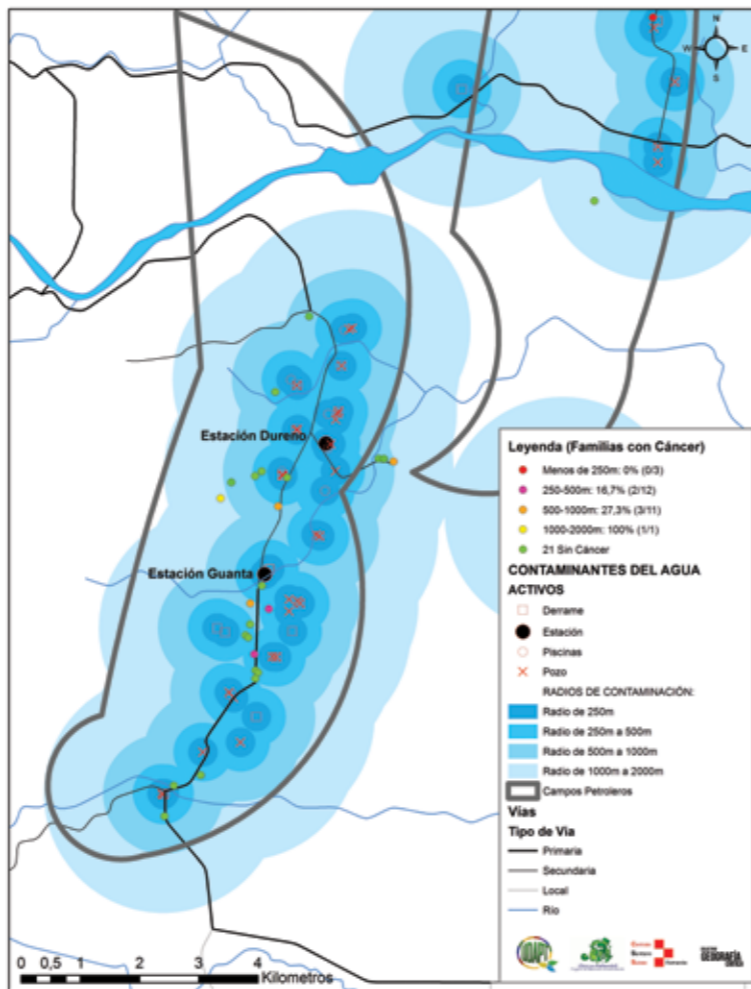 N
W E
S
Estación Dureno
Estación Guanta
Leyenda (Familias con Cáncer)
Menos de 250m: 0% (0/3)
250-500m: 16,7% (2/12)
500-1000m: 27,3% (3/11)
1000-2000m: 100% (1/1)
21 Sin Cáncer
CONTAMINANTES DEL AGUA
ACTIVOS
Derrame
Estación
Piscinas
Pozo
RADIOS DE CONTAMINACIÓN:
Radio de 250m
Radio de 250m a 500m
Radio de 500m a 1000m
Radio de 1000m a 2000m
Campos Petroleros
Vías
Tipo de Via
Primaria
Secundaria
Local
Río
UDAPT
GEOGRAFÍA
0 0,5 1 2 3 4
Kilometros